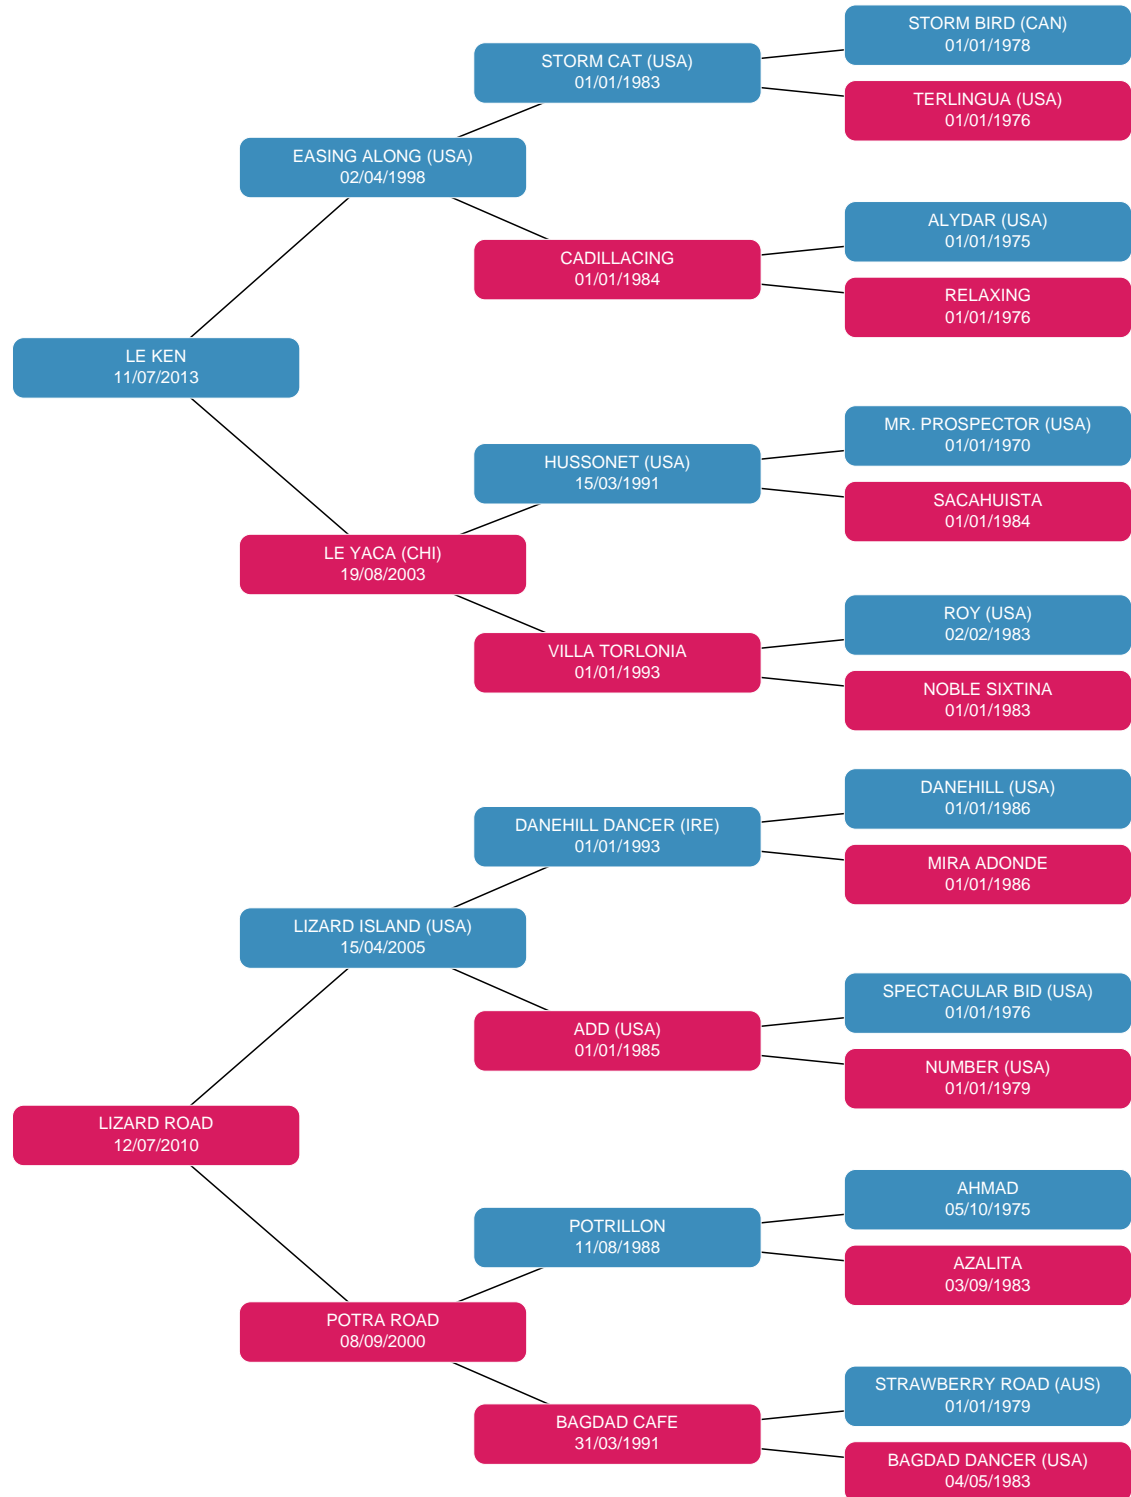 STORM BIRD (CAN)
01/01/1978
STORM CAT (USA)
01/01/1983
TERLINGUA (USA)
01/01/1976
EASING ALONG (USA)
02/04/1998
ALYDAR (USA)
01/01/1975
CADILLACING
01/01/1984
RELAXING
01/01/1976
LE KEN
11/07/2013
MR. PROSPECTOR (USA)
01/01/1970
HUSSONET (USA)
15/03/1991
SACAHUISTA
01/01/1984
LE YACA (CHI)
19/08/2003
ROY (USA)
02/02/1983
VILLA TORLONIA
01/01/1993
NOBLE SIXTINA
01/01/1983
DANEHILL (USA)
01/01/1986
DANEHILL DANCER (IRE)
01/01/1993
MIRA ADONDE
01/01/1986
LIZARD ISLAND (USA)
15/04/2005
SPECTACULAR BID (USA)
01/01/1976
ADD (USA)
01/01/1985
NUMBER (USA)
01/01/1979
LIZARD ROAD
12/07/2010
AHMAD
05/10/1975
POTRILLON
11/08/1988
AZALITA
03/09/1983
POTRA ROAD
08/09/2000
STRAWBERRY ROAD (AUS)
01/01/1979
BAGDAD CAFE
31/03/1991
BAGDAD DANCER (USA)
04/05/1983